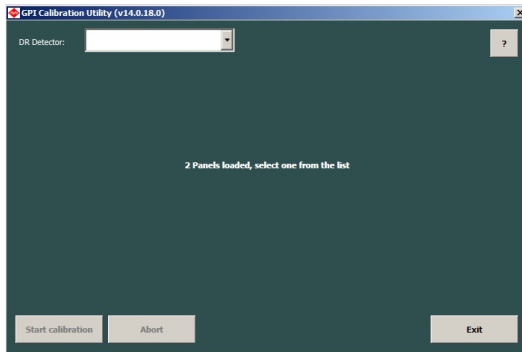 GPI Calibration Utility (v14.0.18.0)
DR Detector:
?
2 Panels loaded, select one from the list
Start calibration
Abort
Exit